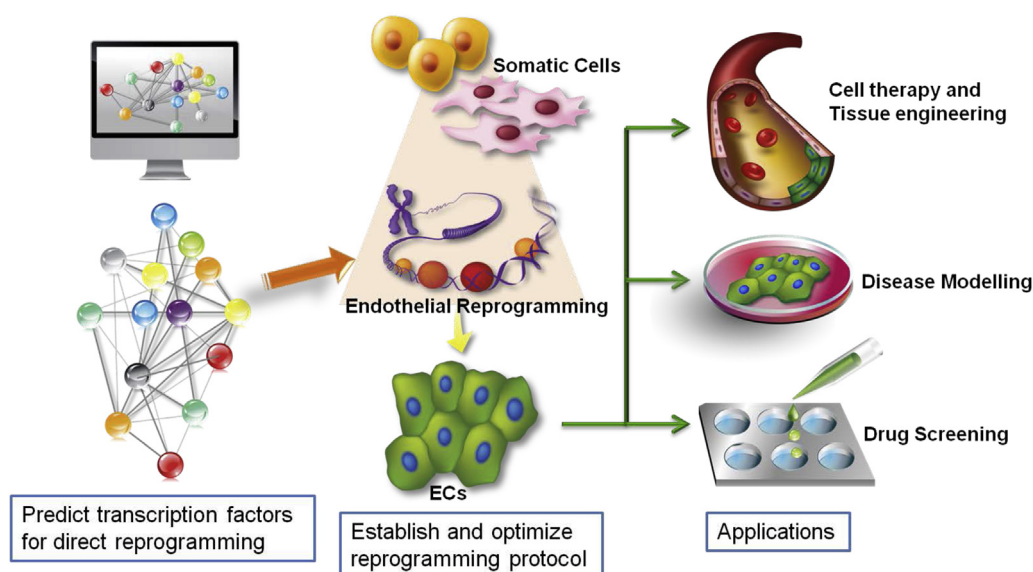 Somatic Cells
Endothelial Reprogramming
ECs
Cell therapy and
Tissue engineering
Disease Modelling
Drug Screening
Predict transcription factors
for direct reprogramming
Establish and optimize
reprogramming protocol
Applications